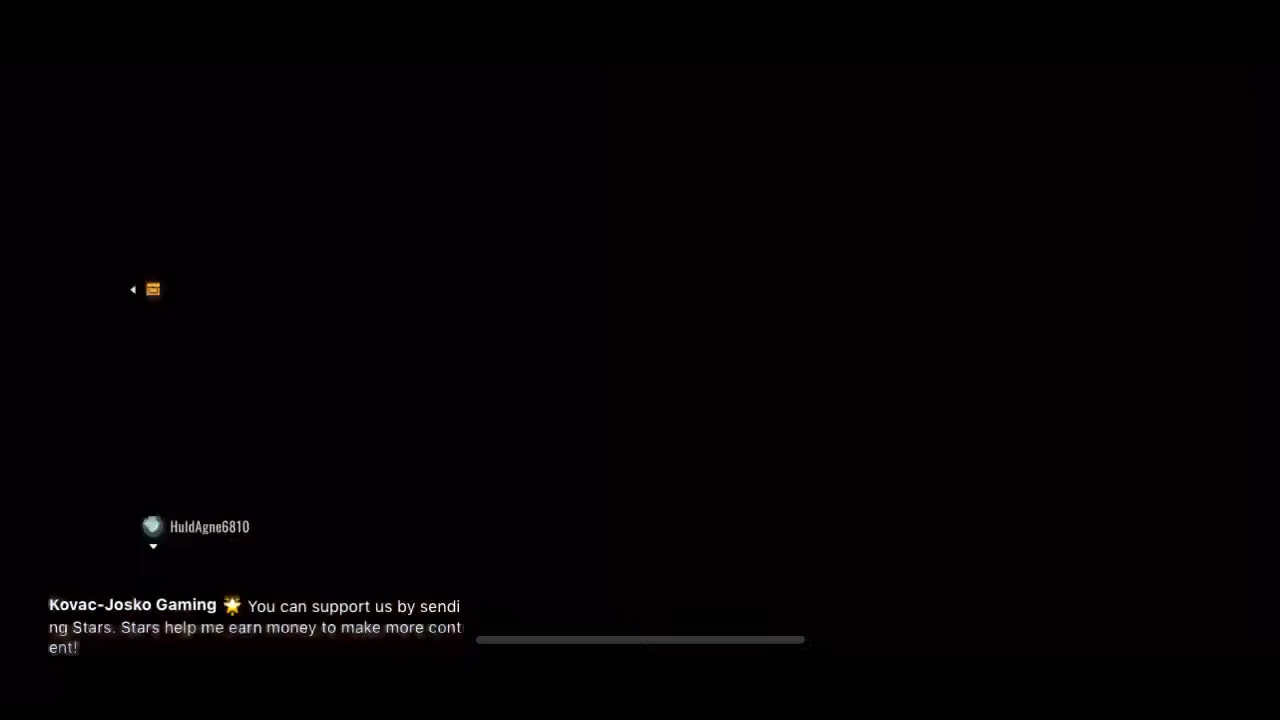 HuldAgne6810
Kovac-Josko Gaming 🌟 You can support us by sendi
ng Stars. Stars help me earn money to make more cont
ent!